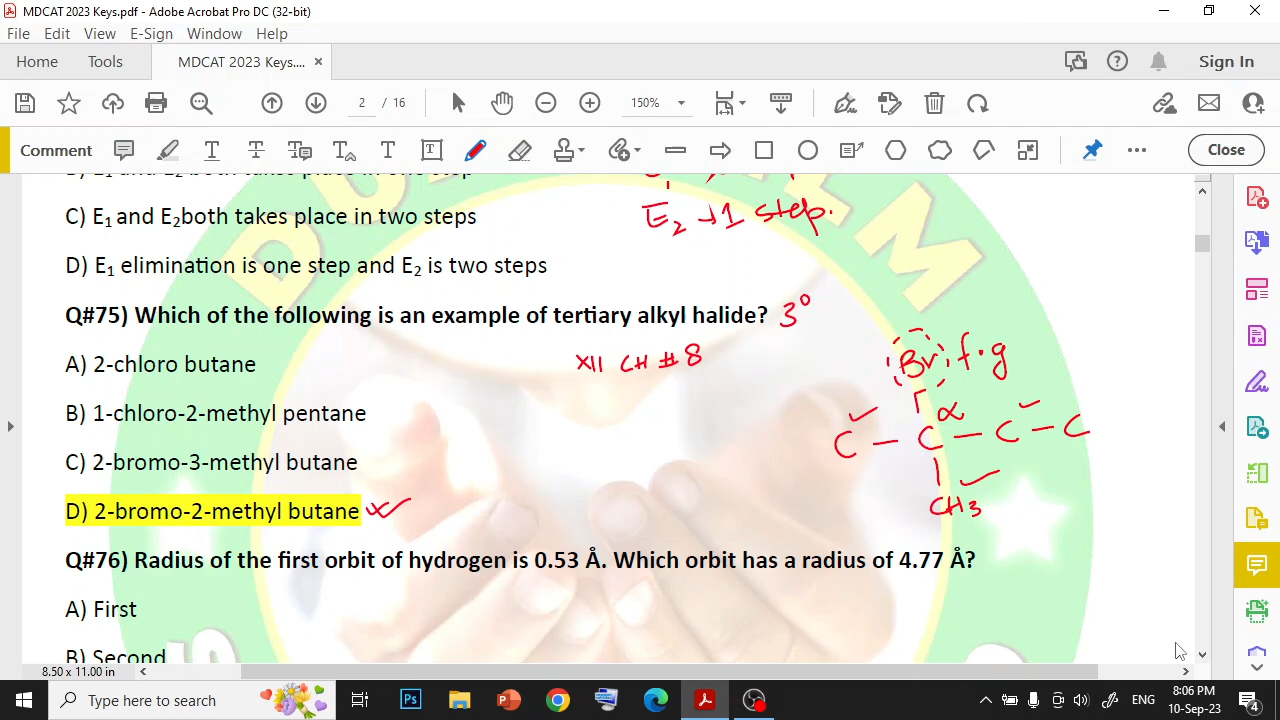 MDCAT 2023 Keys.pdf - Adobe Acrobat Pro DC (32-bit)
File Edit View E-Sign Window Help
Home Tools MDCAT 2023 Keys.... × Sign In
2 / 16 150%
Comment Close
C) E₁ and E₂both takes place in two steps
E₂ → 1 step.
D) E₁ elimination is one step and E₂ is two steps
Q#75) Which of the following is an example of tertiary alkyl halide? 3°
A) 2-chloro butane
XII CH # 8
Br f.g
B) 1-chloro-2-methyl pentane
α
C - C - C - C
C) 2-bromo-3-methyl butane
D) 2-bromo-2-methyl butane
CH3
Q#76) Radius of the first orbit of hydrogen is 0.53 Å. Which orbit has a radius of 4.77 Å?
A) First
B) Second
8.50 x 11.00 in
Type here to search
Ps
ENG
8:06 PM
10-Sep-23
4